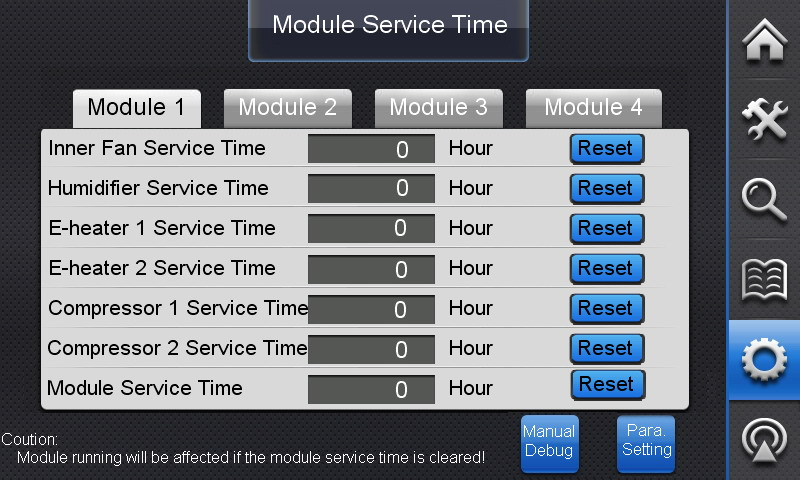 Module Service Time
Module 1 Module 2 Module 3 Module 4
Inner Fan Service Time 0 Hour Reset
Humidifier Service Time 0 Hour Reset
E-heater 1 Service Time 0 Hour Reset
E-heater 2 Service Time 0 Hour Reset
Compressor 1 Service Time 0 Hour Reset
Compressor 2 Service Time 0 Hour Reset
Module Service Time 0 Hour Reset
Coution:
Module running will be affected if the module service time is cleared!
Manual
Debug
Para.
Setting